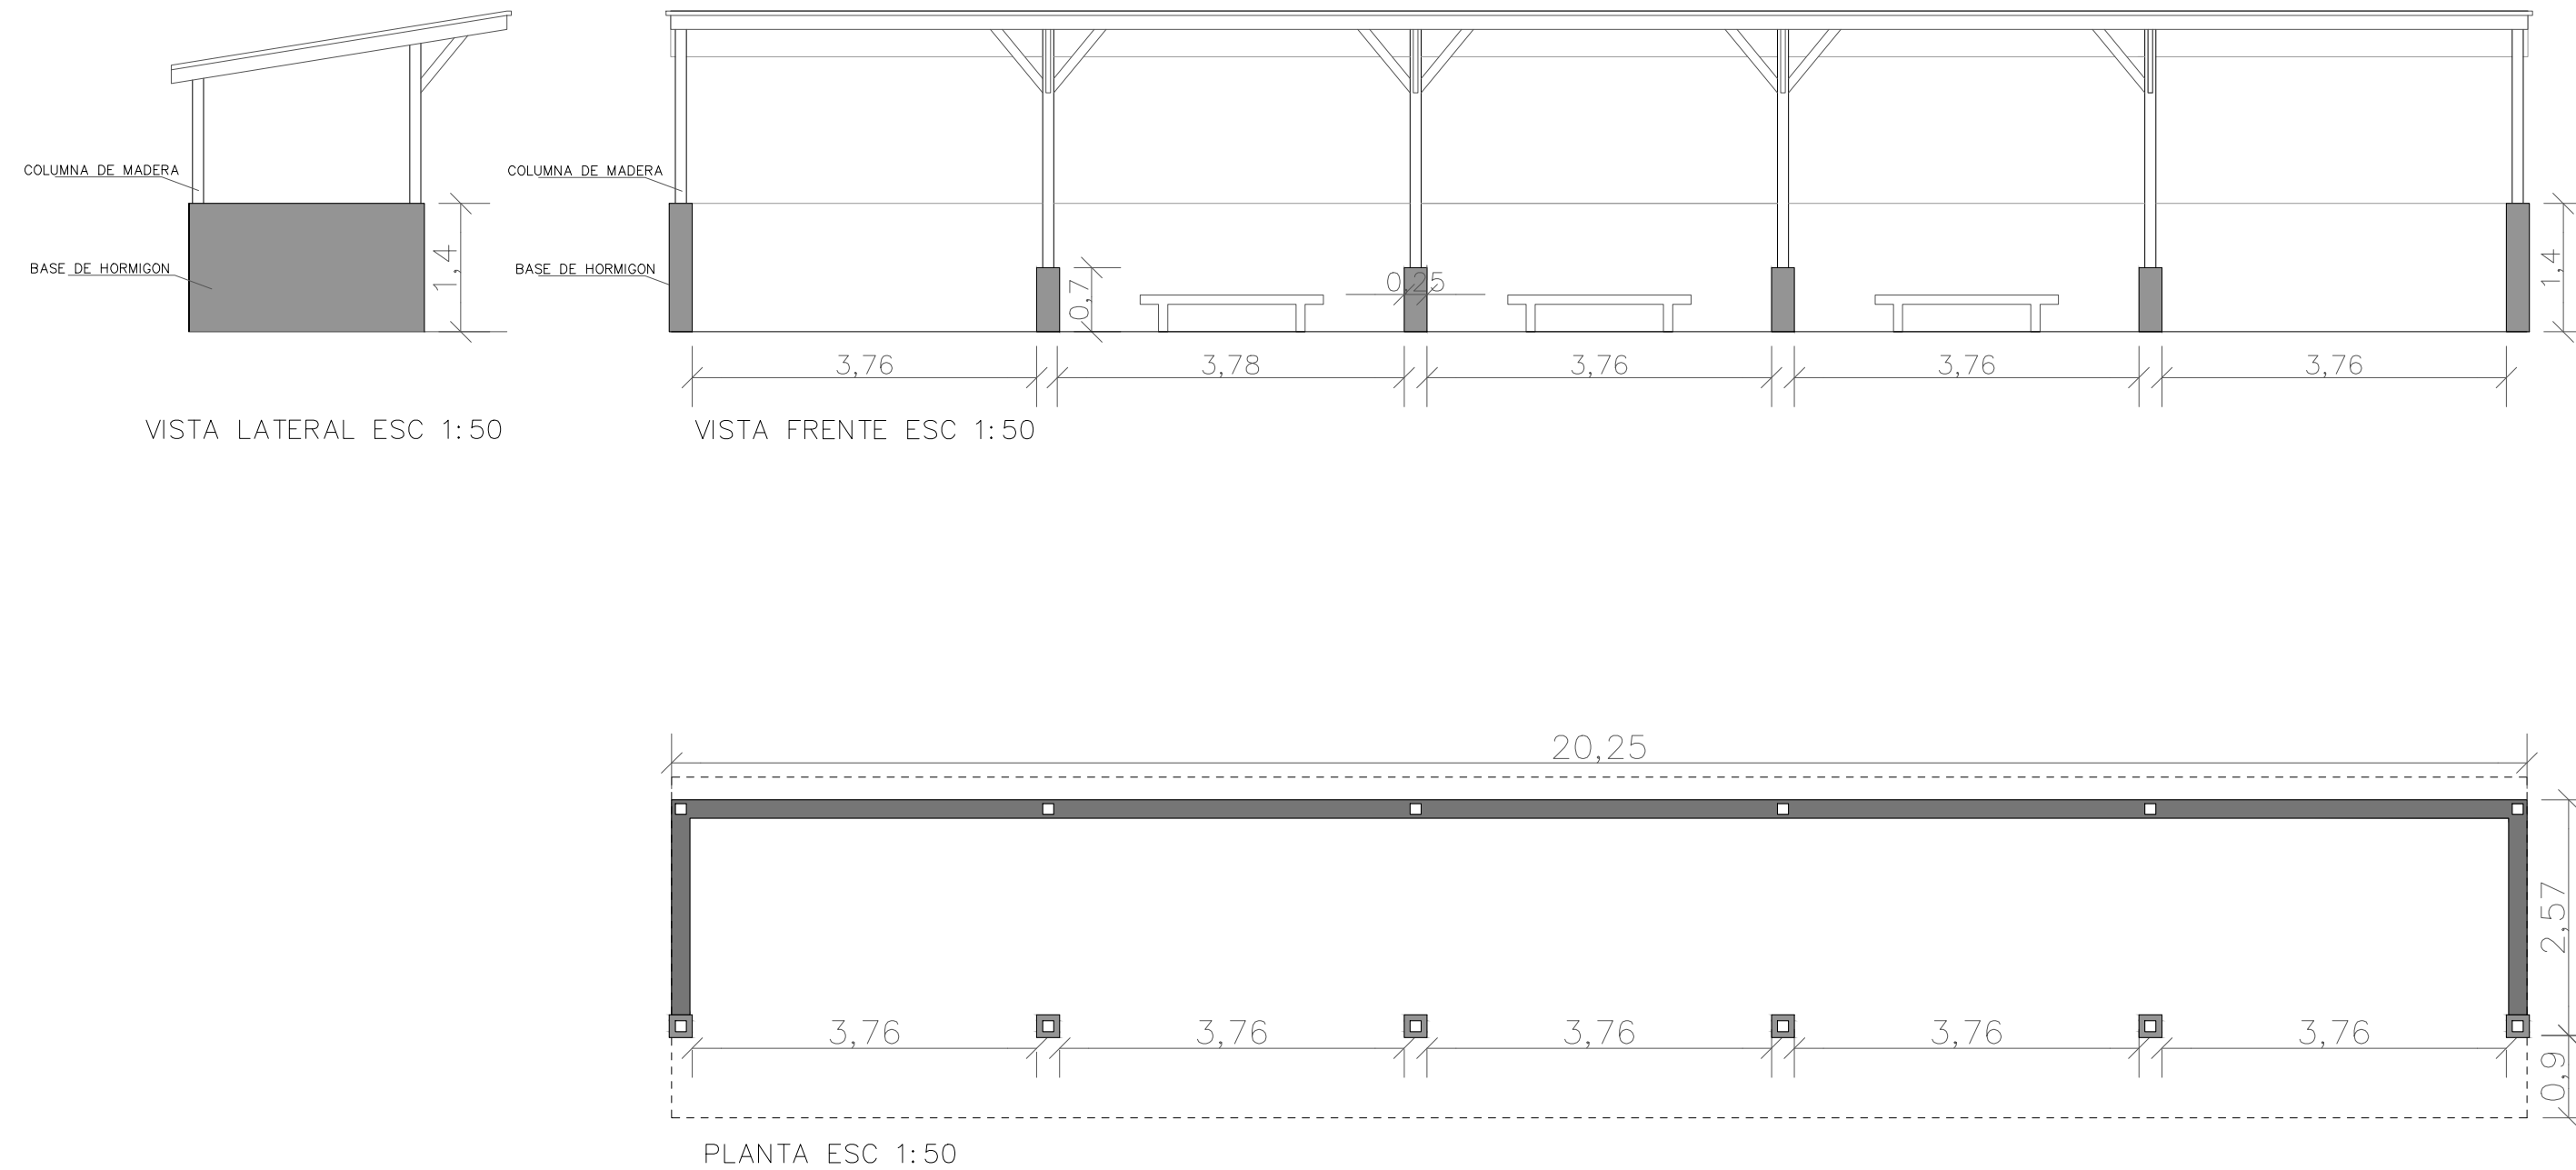 COLUMNA DE MADERA
BASE DE HORMIGON
1,4
VISTA LATERAL ESC 1:50
COLUMNA DE MADERA
BASE DE HORMIGON
0,7
0,25
1,4
3,76
3,78
3,76
3,76
3,76
VISTA FRENTE ESC 1:50
20,25
2,57
3,76
3,76
3,76
3,76
3,76
0,9
PLANTA ESC 1:50